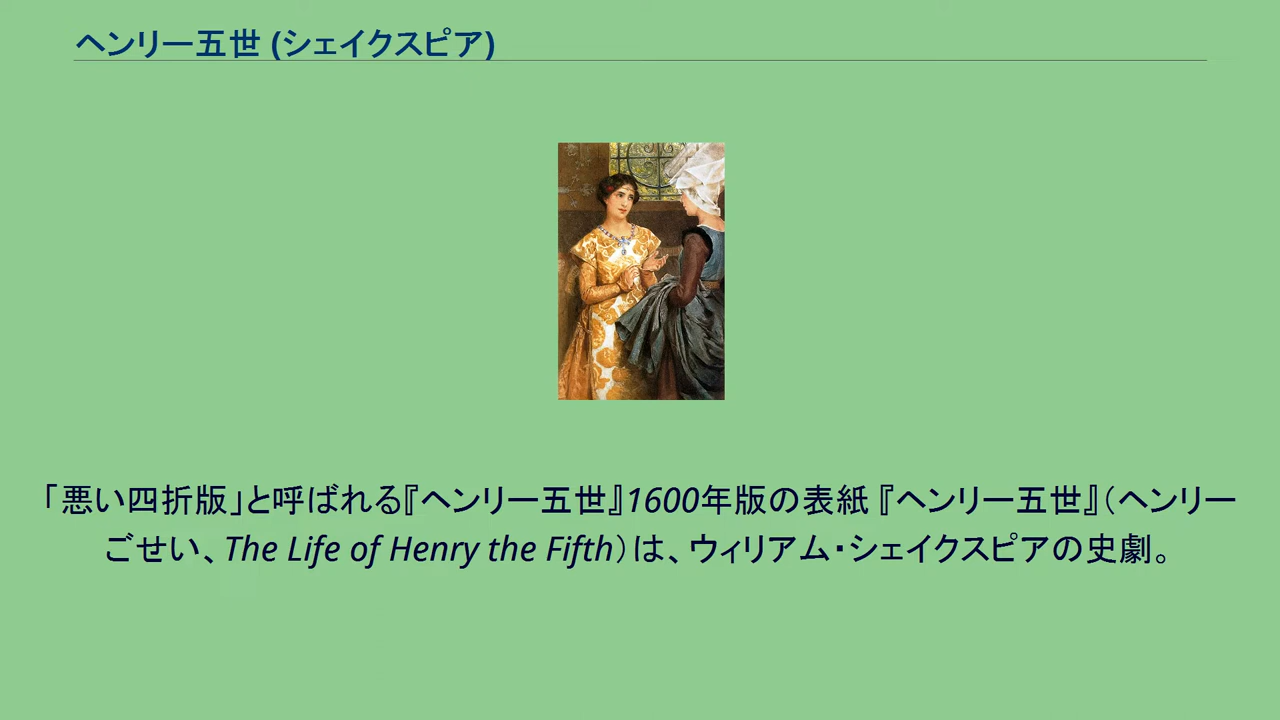 ヘンリー五世 (シェイクスピア)
「悪い四折版」と呼ばれる『ヘンリー五世』1600年版の表紙 『ヘンリー五世』（ヘンリー
ごせい、The Life of Henry the Fifth）は、ウィリアム・シェイクスピアの史劇。